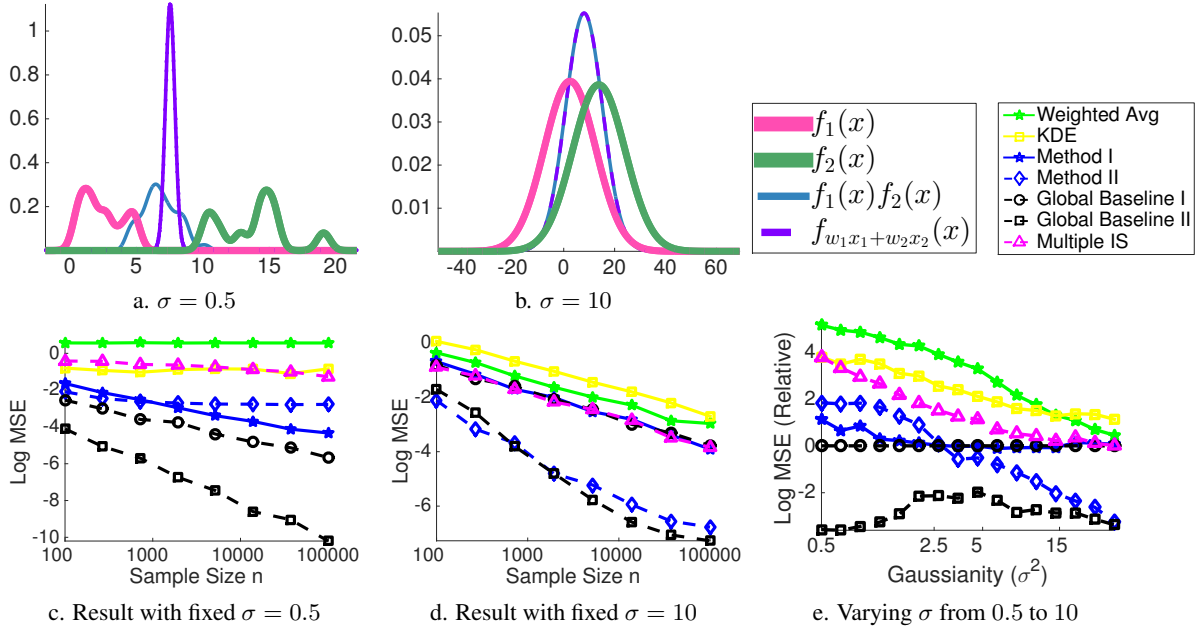 1
0.8
0.6
0.4
0.2
0 5 10 15 20
a. σ = 0.5
0.05
0.04
0.03
0.02
0.01
-40 -20 0 20 40 60
b. σ = 10
f₁(x)
f₂(x)
f₁(x)f₂(x)
f_{w₁x₁+w₂x₂}(x)
Weighted Avg
KDE
Method I
Method II
Global Baseline I
Global Baseline II
Multiple IS
Log MSE
0
-2
-4
-6
-8
-10
100 1000 10000 100000
Sample Size n
c. Result with fixed σ = 0.5
Log MSE
0
-2
-4
-6
100 1000 10000 100000
Sample Size n
d. Result with fixed σ = 10
Log MSE (Relative)
4
2
0
-2
0.5 2.5 5 15
Gaussianity (σ²)
e. Varying σ from 0.5 to 10